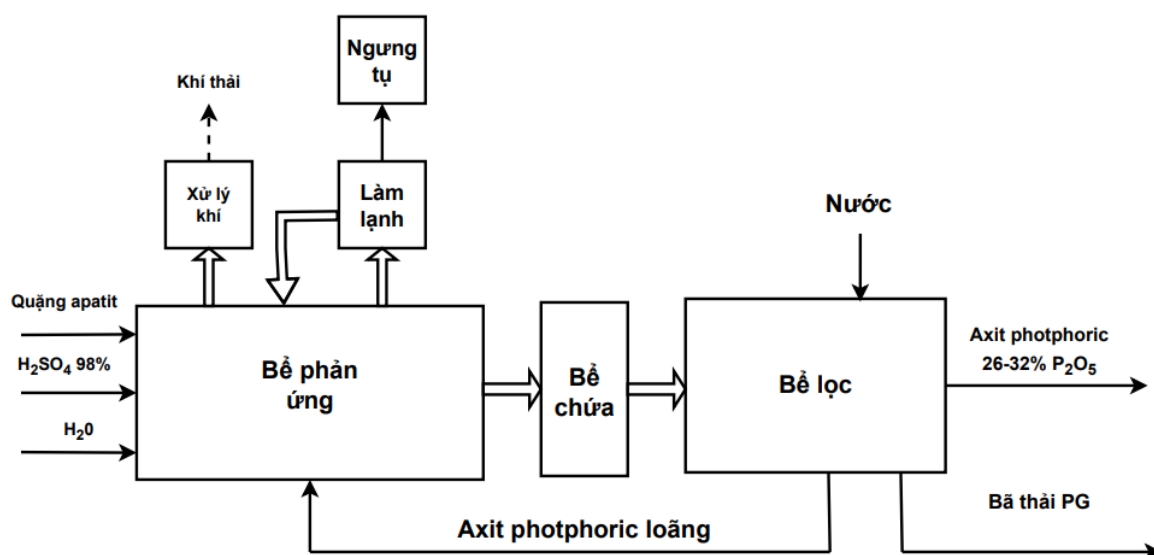 Ngưng
tụ
Khí thải
Xử lý
khí
Làm
lạnh
Nước
Quặng apatit
H₂SO₄ 98%
H₂0
Bể phản
ứng
Bể
chứa
Bể lọc
Axit photphoric
26-32% P₂O₅
Bã thải PG
Axit photphoric loãng